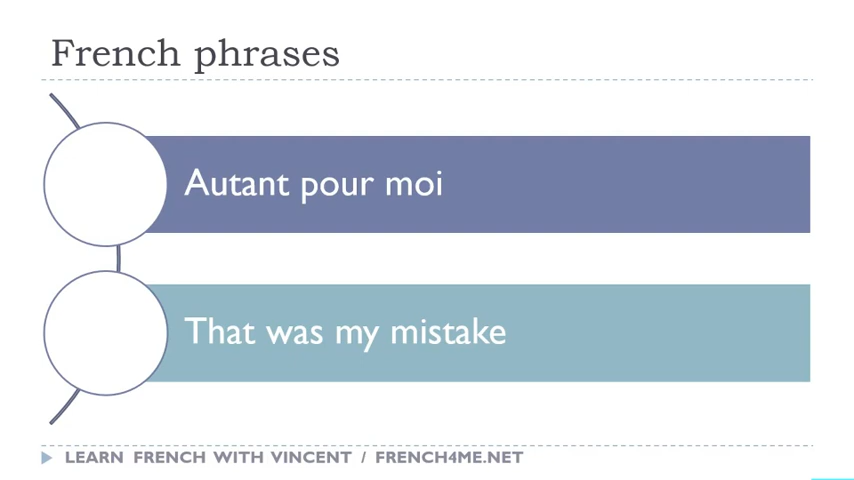 French phrases
Autant pour moi
That was my mistake
LEARN FRENCH WITH VINCENT / FRENCH4ME.NET